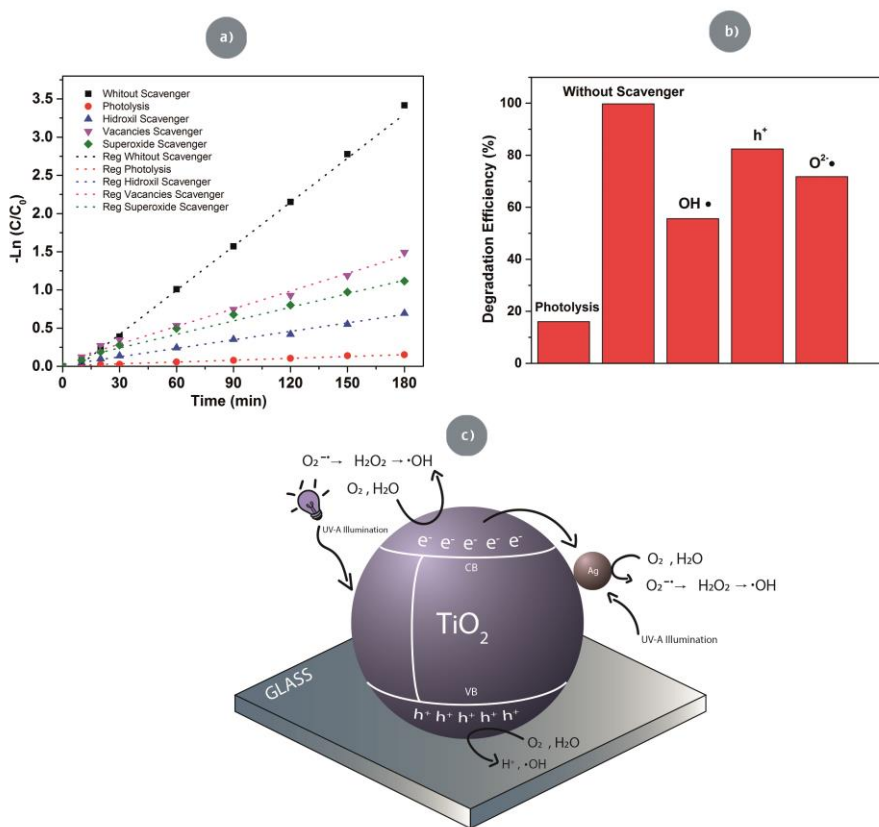 a)
-Ln (C/C₀)
3.5
3.0
2.5
2.0
1.5
1.0
0.5
0.0
Whitout Scavenger
Photolysis
Hidroxil Scavenger
Vacancies Scavenger
Superoxide Scavenger
Reg Whitout Scavenger
Reg Photolysis
Reg Hidroxil Scavenger
Reg Vacancies Scavenger
Reg Superoxide Scavenger
0 30 60 90 120 150 180
Time (min)
b)
Degradation Efficiency (%)
100
80
60
40
20
0
Photolysis
Without Scavenger
OH •
h⁺
O²⁻•
c)
O₂⁻• → H₂O₂ → •OH
O₂ , H₂O
UV-A Illumination
e⁻ e⁻ e⁻ e⁻ e⁻
CB
Ag
O₂ , H₂O
O₂⁻• → H₂O₂ → •OH
UV-A Illumination
TiO₂
GLASS
VB
h⁺ h⁺ h⁺ h⁺ h⁺
O₂ , H₂O
H⁺ , •OH